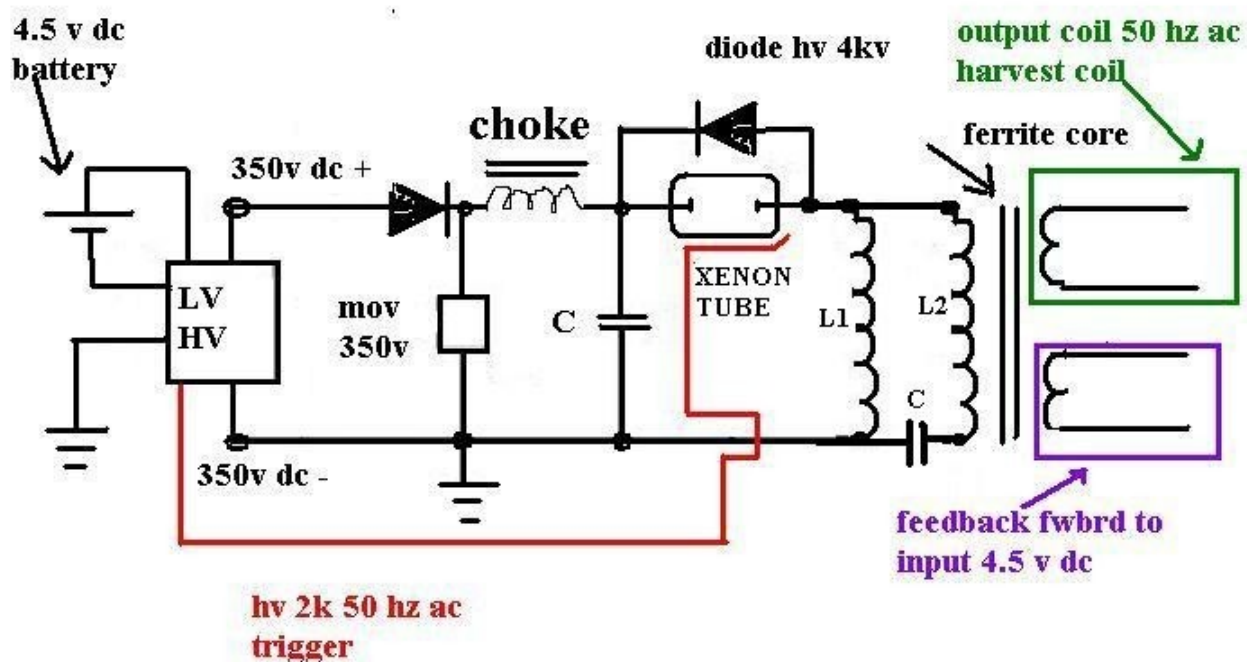 4.5 v dc
battery
diode hv 4kv
output coil 50 hz ac
harvest coil
choke
ferrite core
350v dc +
LV
HV
mov
350v
C
XENON
TUBE
L1
L2
C
350v dc -
feedback fwbrd to
input 4.5 v dc
hv 2k 50 hz ac
trigger